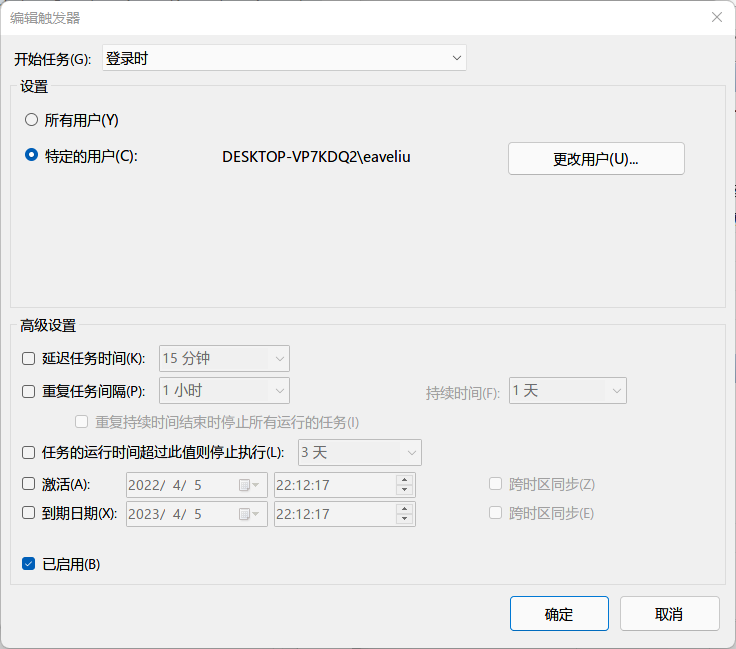 编辑触发器
开始任务(G): 登录时
设置
所有用户(Y)
特定的用户(C): DESKTOP-VP7KDQ2\eaveliu 更改用户(U)...
高级设置
延迟任务时间(K): 15 分钟
重复任务间隔(P): 1 小时 持续时间(F): 1 天
重复持续时间结束时停止所有运行的任务(I)
任务的运行时间超过此值则停止执行(L): 3 天
激活(A): 2022/ 4/ 5 22:12:17 跨时区同步(Z)
到期日期(X): 2023/ 4/ 5 22:12:17 跨时区同步(E)
已启用(B)
确定 取消